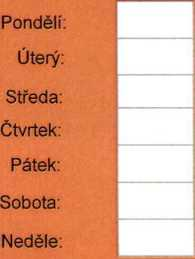 Pondělí:
Úterý:
Středa:
Čtvrtek:
Pátek:
Sobota:
Neděle: